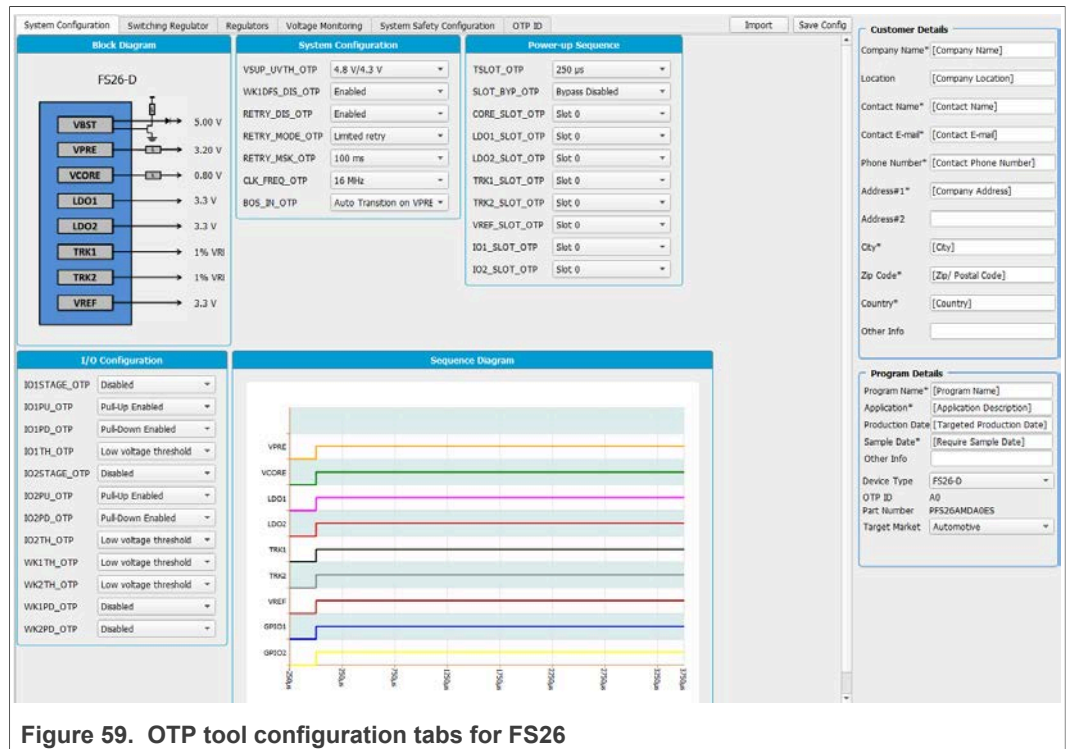 System Configuration Switching Regulator Regulators Voltage Monitoring System Safety Configuration OTP ID Import Save Config
Block Diagram
FS26-D
VBST 5.00 V
VPRE 3.20 V
VCORE 0.80 V
LDO1 3.3 V
LDO2 3.3 V
TRK1 1% VRI
TRK2 1% VRI
VREF 3.3 V
System Configuration
VSUP_UVTH_OTP 4.8 V/4.3 V
WK1DFS_DIS_OTP Enabled
RETRY_DIS_OTP Enabled
RETRY_MODE_OTP Limited retry
RETRY_MSK_OTP 100 ms
CLK_FREQ_OTP 16 MHz
BOS_IN_OTP Auto Transition on VPRE
Power-up Sequence
TSLOT_OTP 250 µs
SLOT_BYP_OTP Bypass Disabled
CORE_SLOT_OTP Slot 0
LDO1_SLOT_OTP Slot 0
LDO2_SLOT_OTP Slot 0
TRK1_SLOT_OTP Slot 0
TRK2_SLOT_OTP Slot 0
VREF_SLOT_OTP Slot 0
IO1_SLOT_OTP Slot 0
IO2_SLOT_OTP Slot 0
I/O Configuration
IO1STAGE_OTP Disabled
IO1PU_OTP Pull-Up Enabled
IO1PD_OTP Pull-Down Enabled
IO1TH_OTP Low voltage threshold
IO2STAGE_OTP Disabled
IO2PU_OTP Pull-Up Enabled
IO2PD_OTP Pull-Down Enabled
IO2TH_OTP Low voltage threshold
WK1TH_OTP Low voltage threshold
WK2TH_OTP Low voltage threshold
WK1PD_OTP Disabled
WK2PD_OTP Disabled
Sequence Diagram
VPRE
VCORE
LDO1
LDO2
TRK1
TRK2
VREF
GPIO1
GPIO2
-250µs 250µs 750µs 1250µs 1750µs 2250µs 2750µs 3250µs 3750µs
Customer Details
Company Name* [Company Name]
Location [Company Location]
Contact Name* [Contact Name]
Contact E-mail* [Contact E-mail]
Phone Number* [Contact Phone Number]
Address#1* [Company Address]
Address#2
City* [City]
Zip Code* [Zip/ Postal Code]
Country* [Country]
Other Info
Program Details
Program Name* [Program Name]
Application* [Application Description]
Production Date [Targeted Production Date]
Sample Date* [Require Sample Date]
Other Info
Device Type FS26-D
OTP ID A0
Part Number PFS26AMDA0ES
Target Market Automotive
Figure 59. OTP tool configuration tabs for FS26